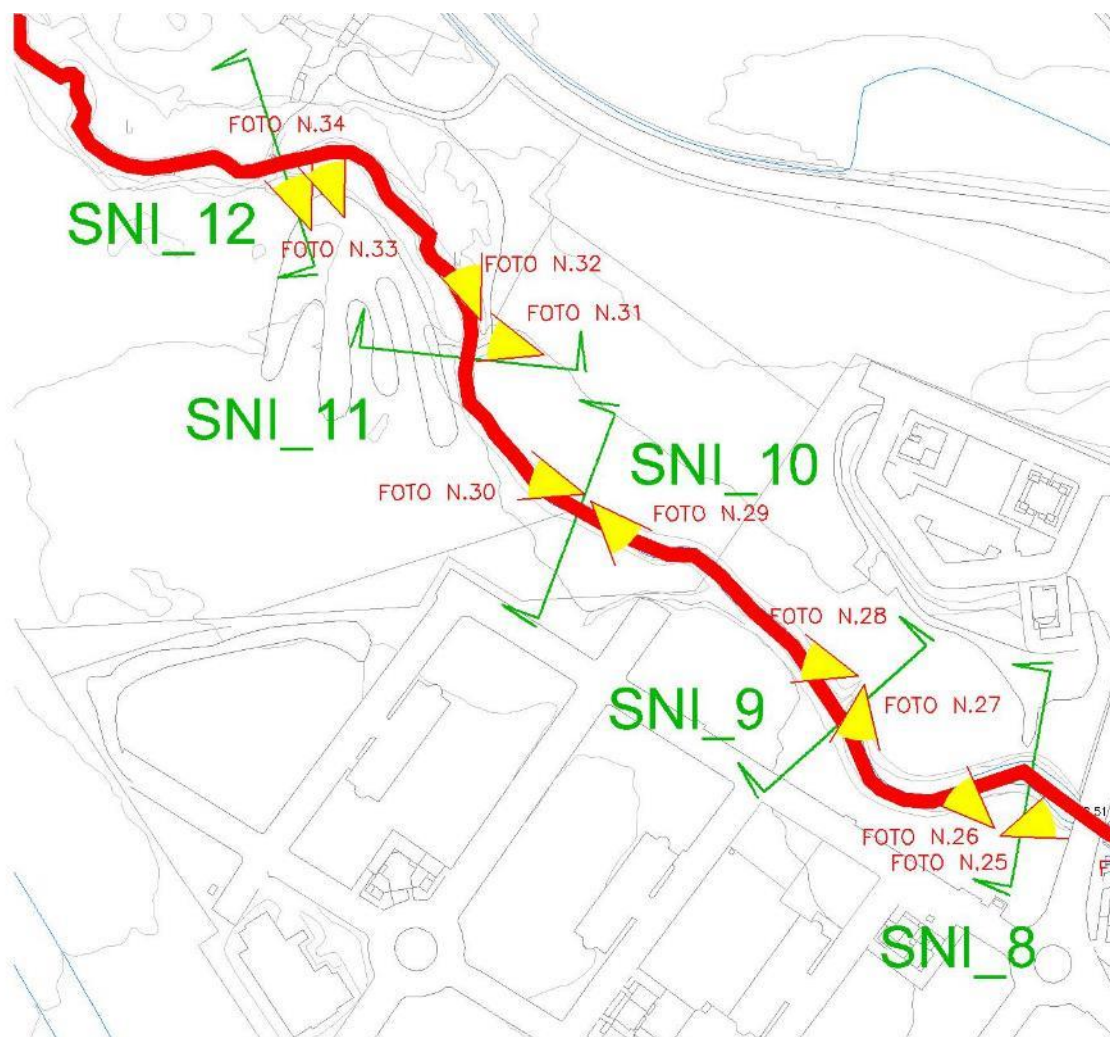 FOTO N.34
SNI_12
FOTO N.33
FOTO N.32
FOTO N.31
SNI_11
SNI_10
FOTO N.30
FOTO N.29
FOTO N.28
SNI_9
FOTO N.27
FOTO N.26
FOTO N.25
SNI_8